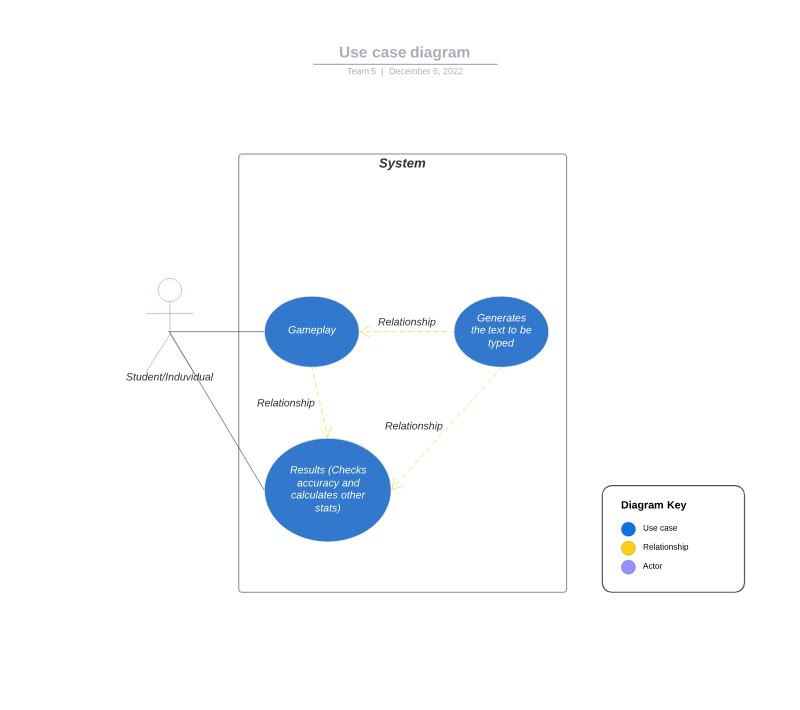 Use case diagram
Team 5 | December 6, 2022
System
Gameplay
Relationship
Generates
the text to be
typed
Student/Induvidual
Relationship
Relationship
Results (Checks
accuracy and
calculates other
stats)
Diagram Key
Use case
Relationship
Actor